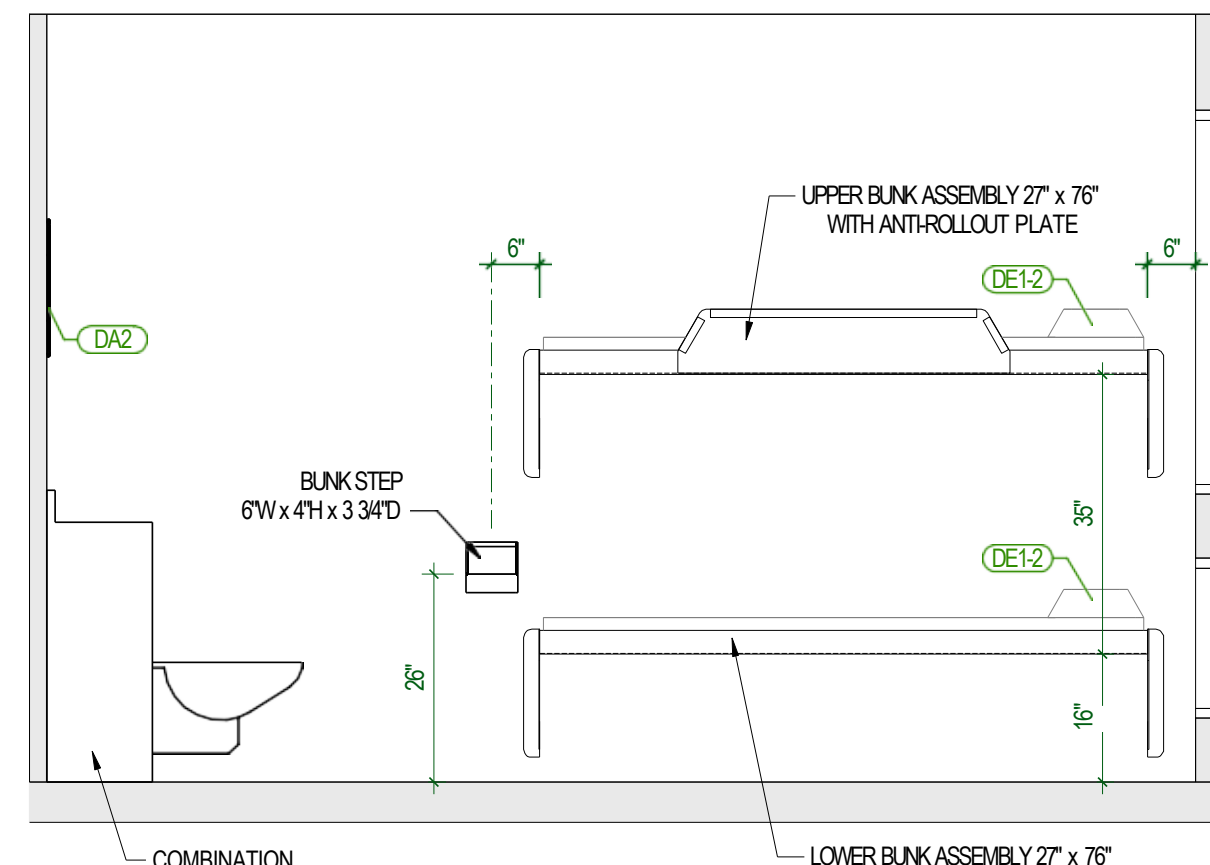 UPPER BUNK ASSEMBLY 27" x 76"
WITH ANTI-ROLLOUT PLATE
6"
6"
DE1-2
DA2
BUNK STEP
6"W x 4"H x 3 3/4"D
35"
DE1-2
26"
16"
COMBINATION
LOWER BUNK ASSEMBLY 27" x 76"